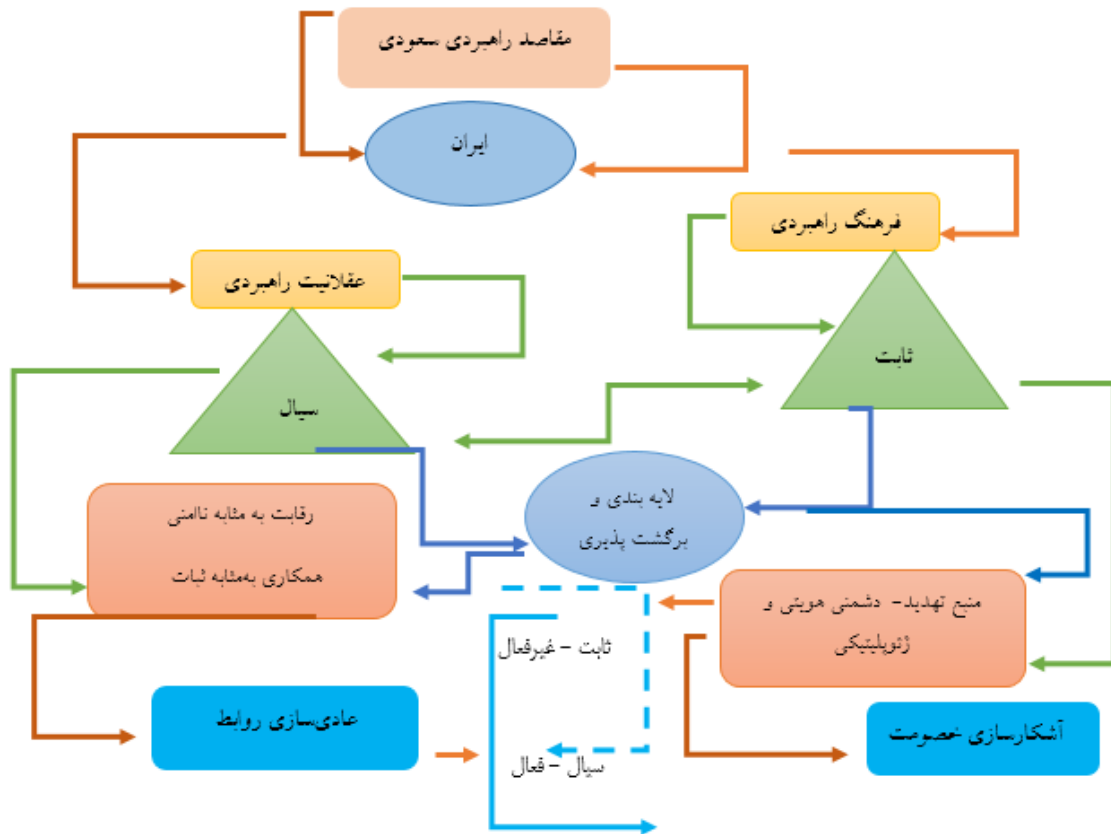 مقاصد راهبردی سعودی
ایران
فرهنگ راهبردی
عقلانیت راهبردی
ثابت
سیال
لایه بندی و
برگشت پذیری
رقابت به مثابه ناامنی
همکاری به‌مثابه ثبات
منبع تهدید- دشمنی هویتی و
ژئوپلیتیکی
ثابت - غیرفعال
عادی‌سازی روابط
آشکارسازی خصومت
سیال - فعال